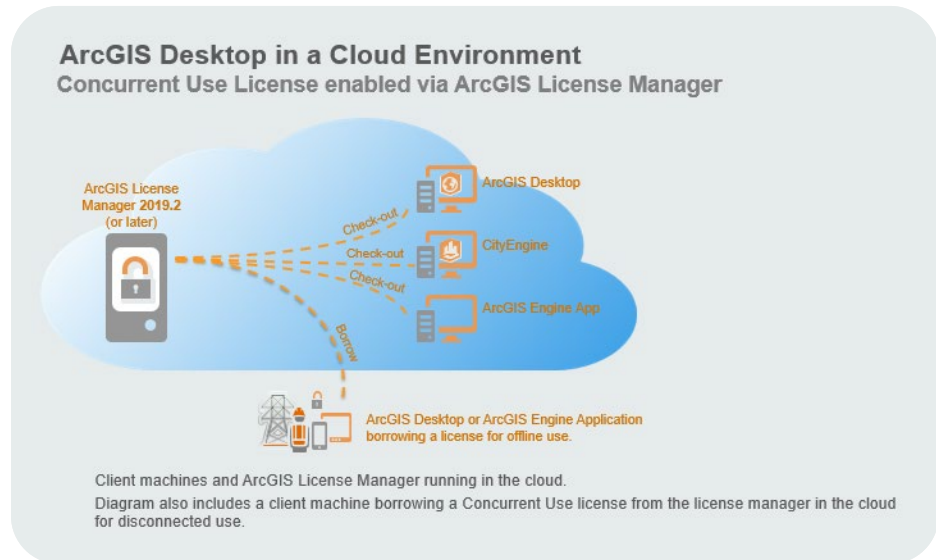 ArcGIS Desktop in a Cloud Environment
Concurrent Use License enabled via ArcGIS License Manager
ArcGIS License
Manager 2019.2
(or later)
Check-out
ArcGIS Desktop
Check-out
CityEngine
Check-out
ArcGIS Engine App
Borrow
ArcGIS Desktop or ArcGIS Engine Application
borrowing a license for offline use.
Client machines and ArcGIS License Manager running in the cloud.
Diagram also includes a client machine borrowing a Concurrent Use license from the license manager in the cloud
for disconnected use.